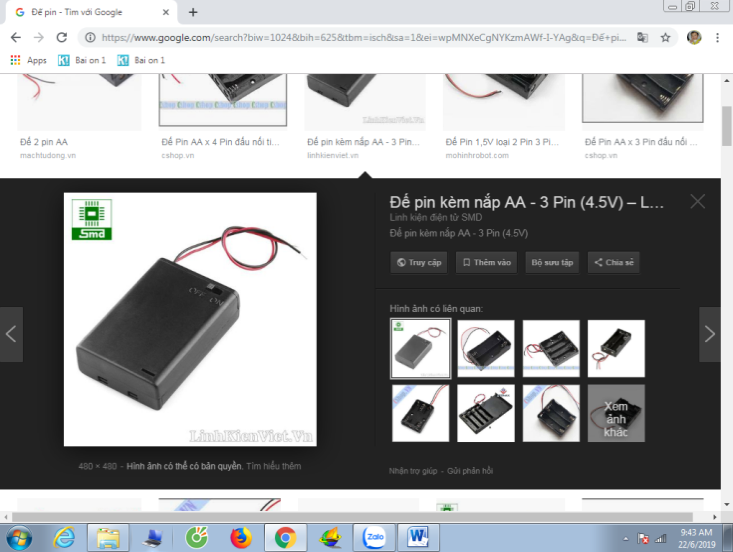 Đế pin - Tìm với Google
https://www.google.com/search?biw=1024&bih=625&tbm=isch&sa=1&ei=wpMNXeCgNYKzmAWf-I-YAg&q=Đế+pi...
Apps
Bai on 1
Bai on 1
Đế 2 pin AA
machtudong.vn
Đế Pin AA x 4 Pin đấu nối ti...
cshop.vn
Đế pin kèm nắp AA - 3 Pin...
linhkienviet.vn
Đế Pin 1,5V loại 2 Pin 3 Pi...
mohinhrobot.com
Đế Pin AA x 3 Pin đấu nối ...
cshop.vn
LinhKienViet.Vn
Smd
OFF ON
LinhKienViet.Vn
480 × 480 - Hình ảnh có thể có bản quyền. Tìm hiểu thêm
Đế pin kèm nắp AA - 3 Pin (4.5V) – L...
Linh kiện điện tử SMD
Đế pin kèm nắp AA - 3 Pin (4.5V)
Truy cập
Thêm vào
Bộ sưu tập
Chia sẻ
Hình ảnh có liên quan:
Xem
ảnh
khác
Nhận trợ giúp - Gửi phản hồi
Zalo
9:43 AM
22/6/2019